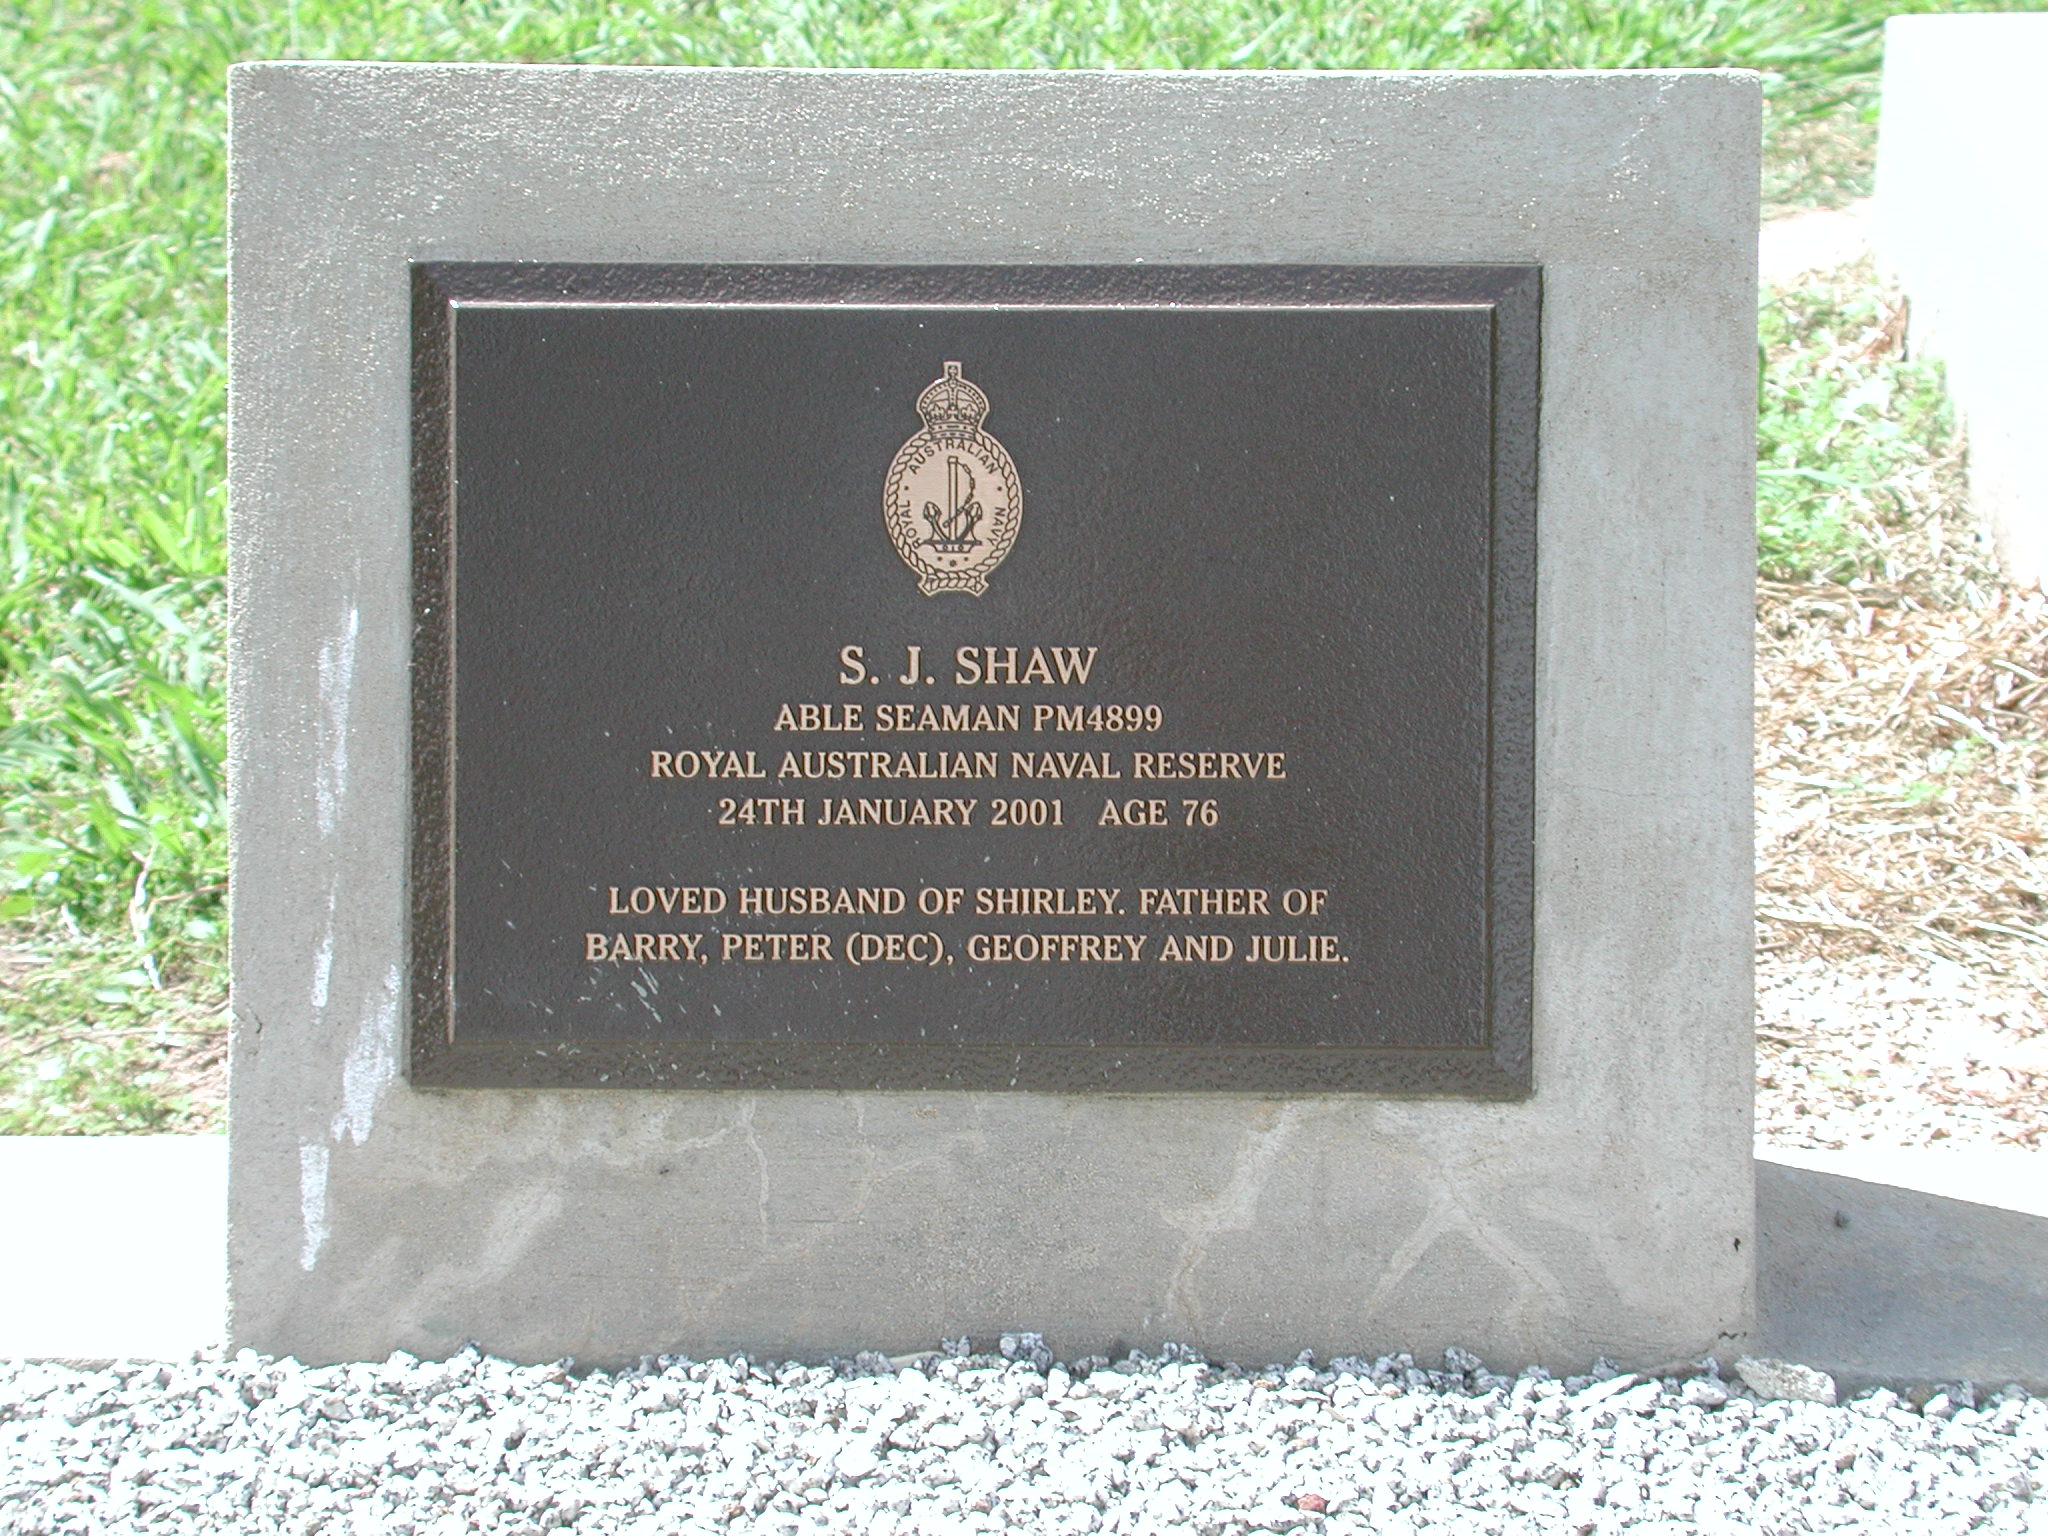 ROYAL AUSTRALIAN NAVY
S. J. SHAW
ABLE SEAMAN PM4899
ROYAL AUSTRALIAN NAVAL RESERVE
24TH JANUARY 2001 AGE 76
LOVED HUSBAND OF SHIRLEY. FATHER OF
BARRY, PETER (DEC), GEOFFREY AND JULIE.